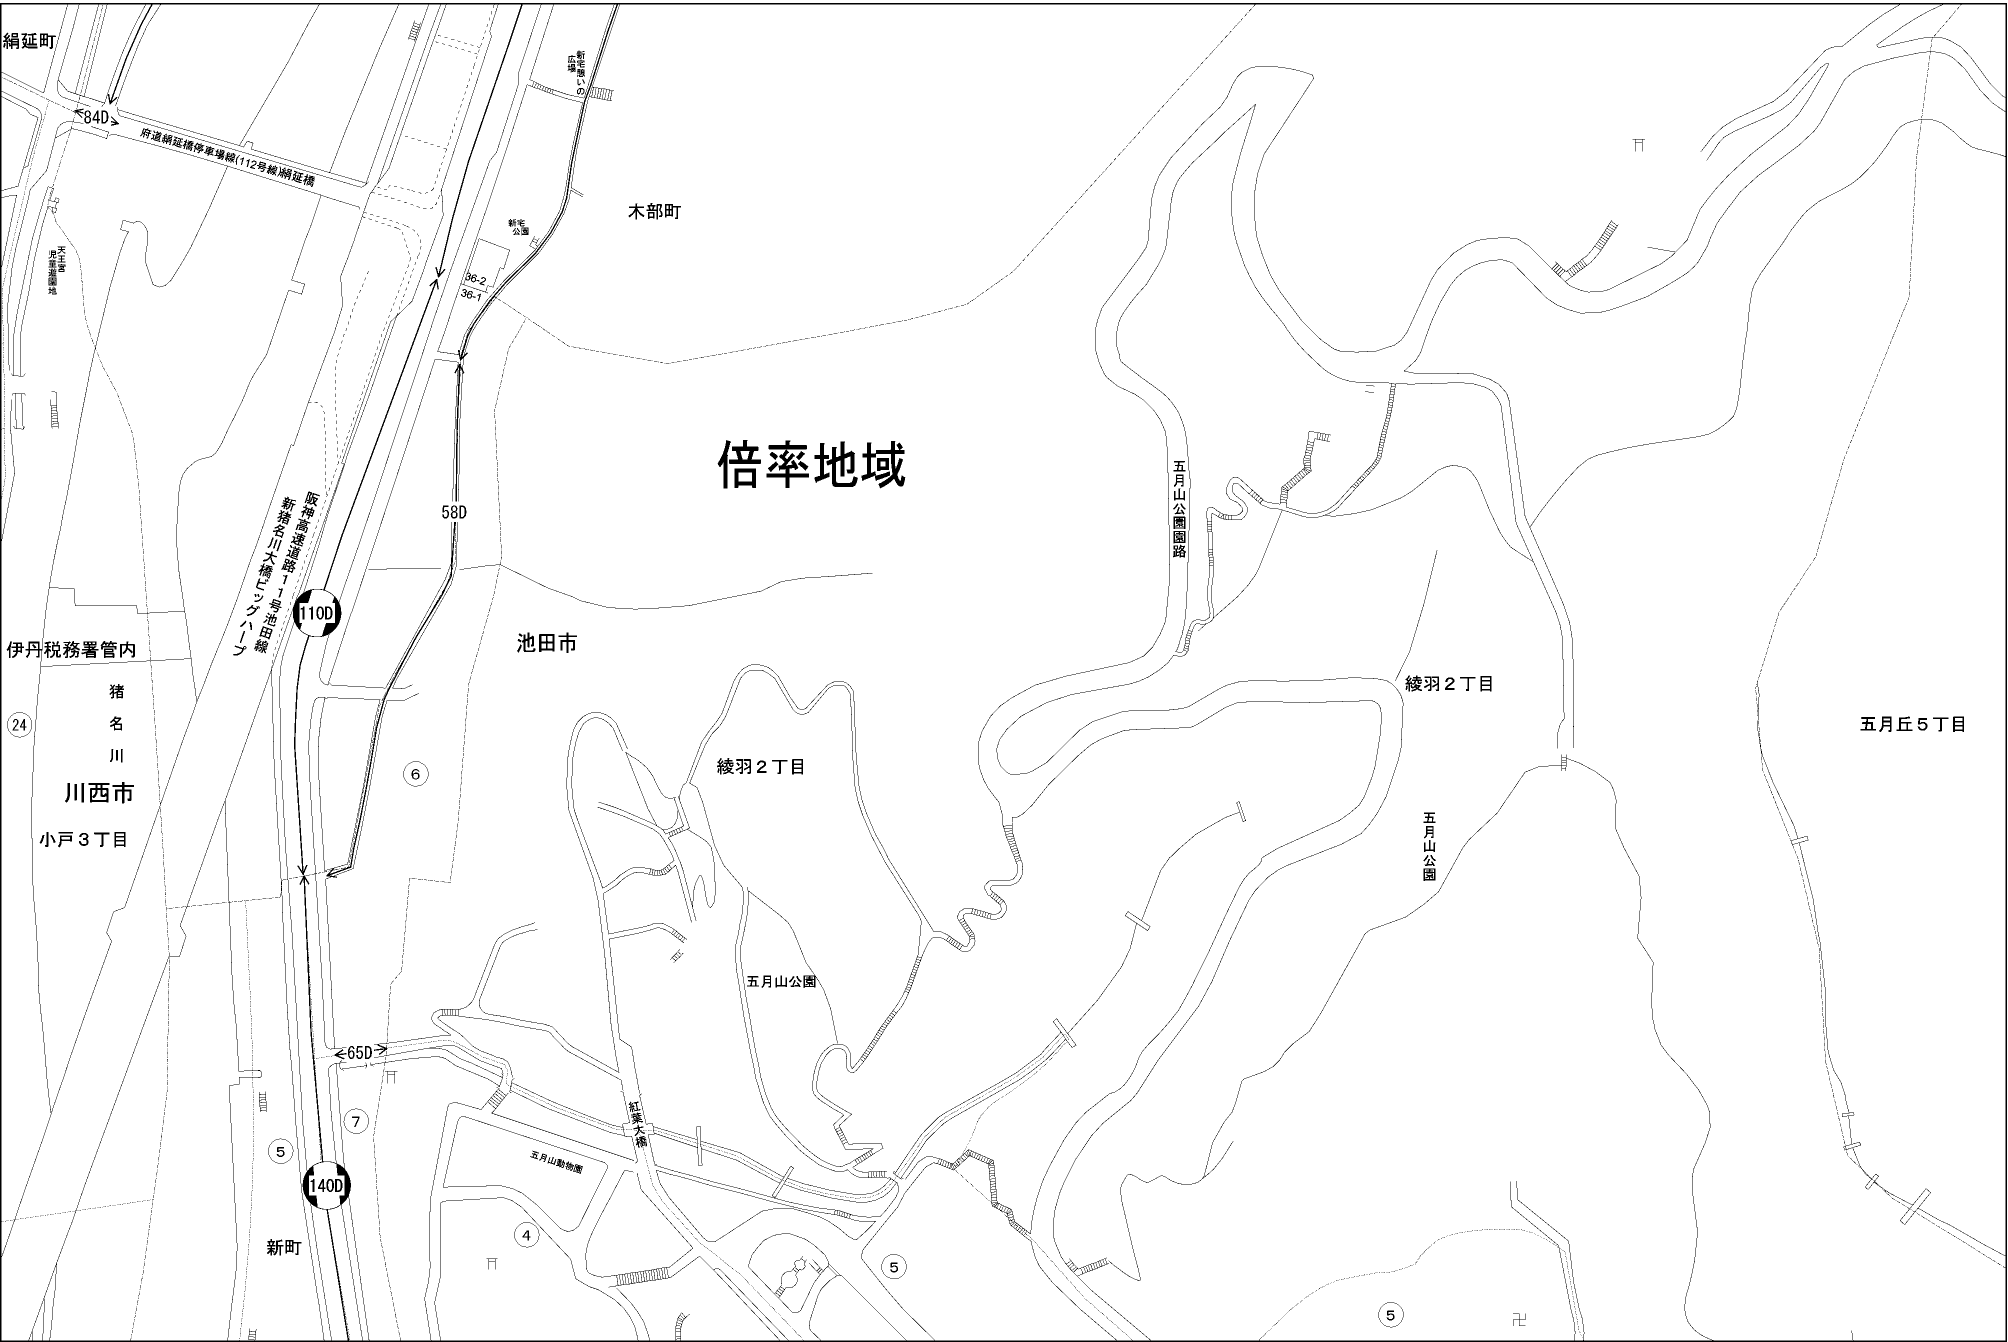 絹延町
84D
府道絹延橋停車場線(112号線)絹延橋
新宅憩いの
広場
天王宮
児童遊園地
新宅
公園
36-2
36-1
木部町
倍率地域
58D
阪神高速道路11号池田線
新猪名川大橋ビッグハープ
110D
五月山公園園路
伊丹税務署管内
池田市
猪名川
24
川西市
小戸3丁目
6
綾羽2丁目
綾羽2丁目
五月丘5丁目
五月山公園
五月山公園
65D
7
5
紅葉大橋
五月山動物園
140D
新町
4
5
5